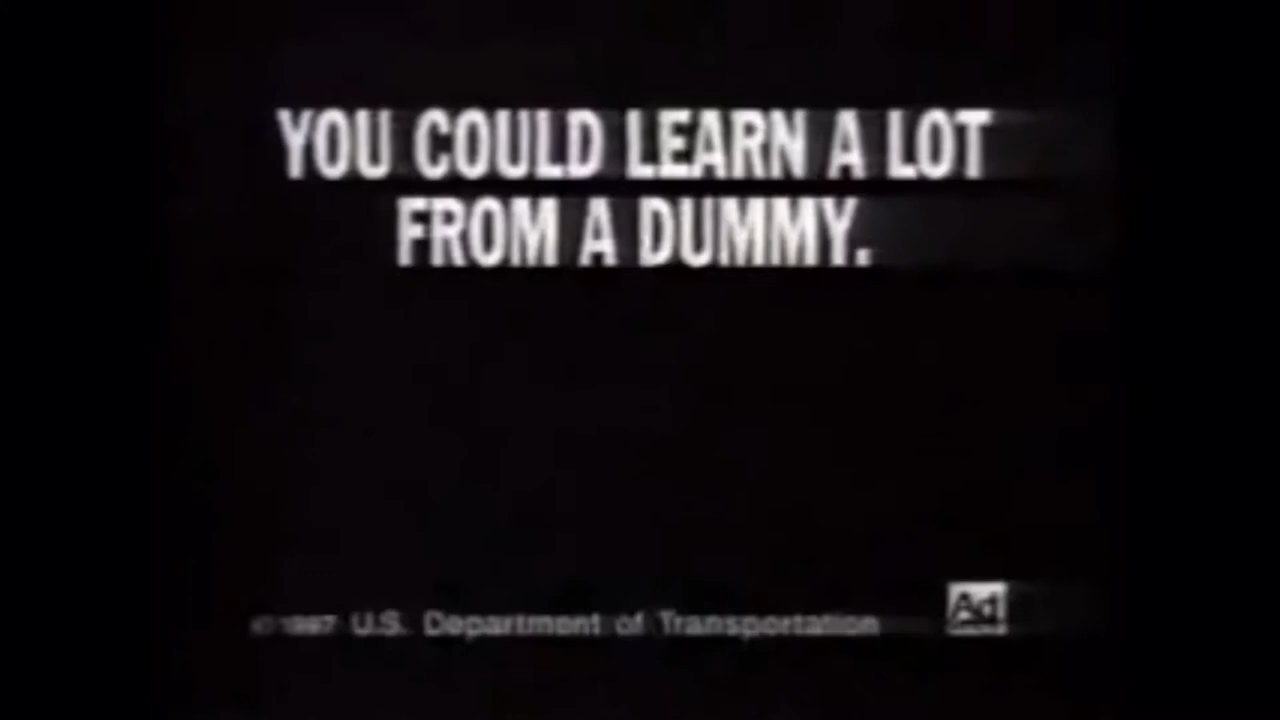 YOU COULD LEARN A LOT
FROM A DUMMY.
U.S. Department of Transportation
Ad